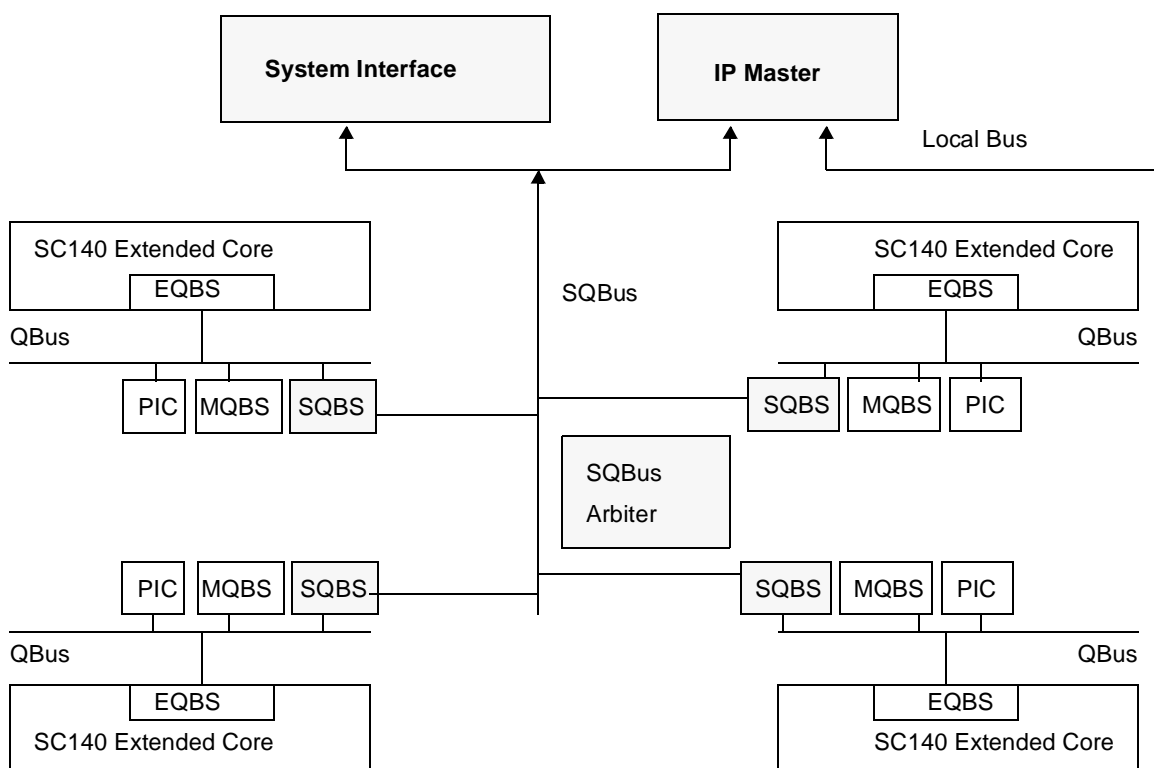 System Interface
IP Master
Local Bus
SC140 Extended Core
EQBS
QBus
PIC MQBS SQBS
SQBus
SC140 Extended Core
EQBS
QBus
SQBS MQBS PIC
SQBus
Arbiter
PIC MQBS SQBS
QBus
EQBS
SC140 Extended Core
SQBS MQBS PIC
QBus
EQBS
SC140 Extended Core